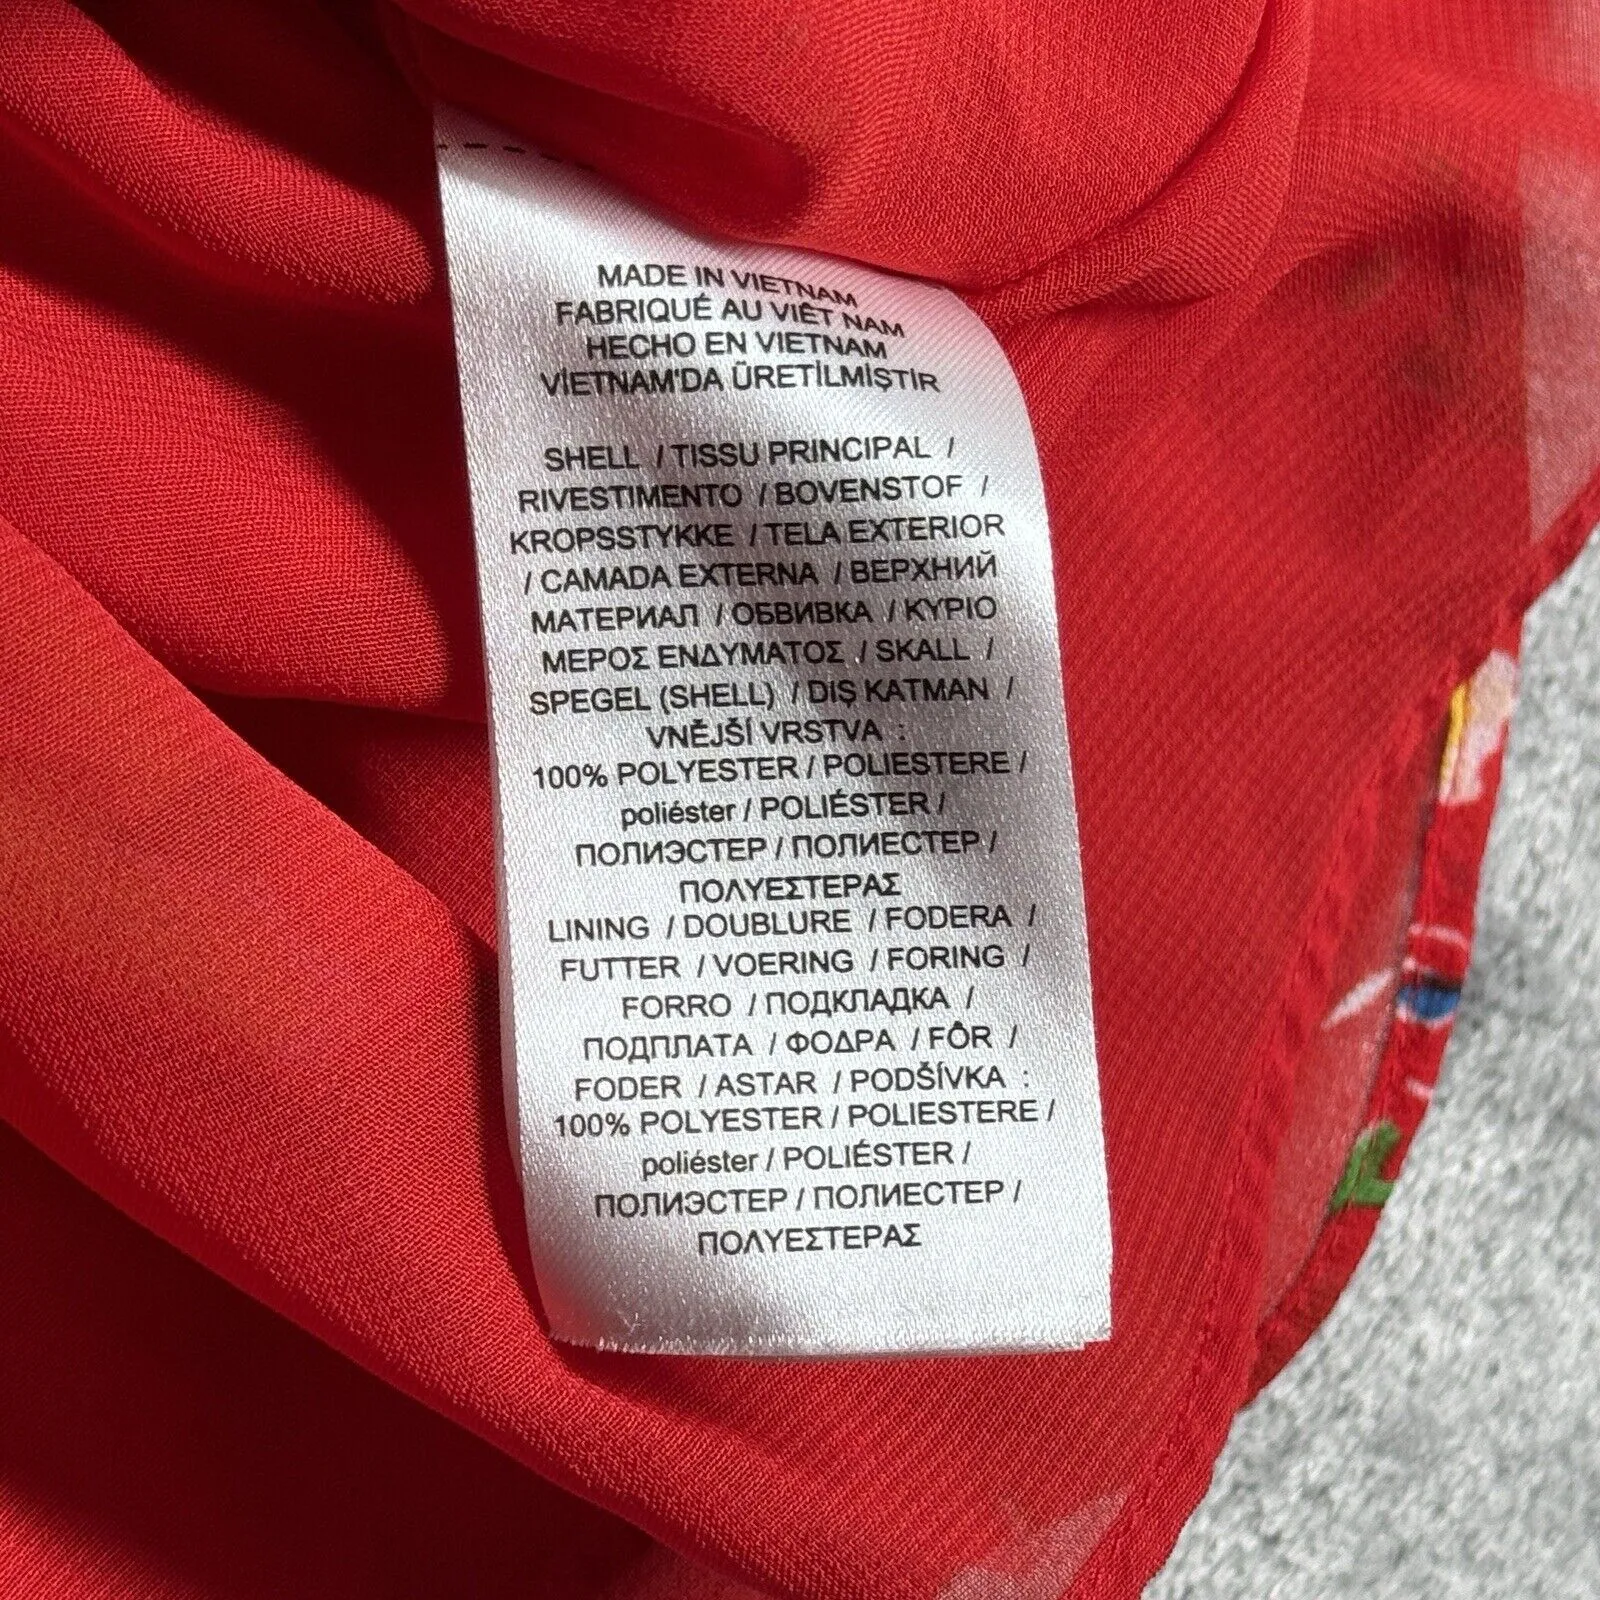 MADE IN VIETNAM
FABRIQUÉ AU VIÊT NAM
HECHO EN VIETNAM
VİETNAM'DA ÜRETİLMİŞTİR
SHELL / TISSU PRINCIPAL /
RIVESTIMENTO / BOVENSTOF /
KROPSSTYKKE / TELA EXTERIOR
/ CAMADA EXTERNA / ВЕРХНИЙ
МАТЕРИАЛ / ОБВИВКА / ΚΥΡΙΟ
ΜΕΡΟΣ ΕΝΔΥΜΑΤΟΣ / SKALL /
SPEGEL (SHELL) / DIŞ KATMAN /
VNĚJŠÍ VRSTVA :
100% POLYESTER / POLIESTERE /
poliéster / POLIÉSTER /
ПОЛИЭСТЕР / ПОЛИЕСТЕР /
ΠΟΛΥΕΣΤΕΡΑΣ
LINING / DOUBLURE / FODERA /
FUTTER / VOERING / FORING /
FORRO / ПОДКЛАДКА /
ПОДПЛАТА / ΦΟΔΡΑ / FÔR /
FODER / ASTAR / PODŠÍVKA :
100% POLYESTER / POLIESTERE /
poliéster / POLIÉSTER /
ПОЛИЭСТЕР / ПОЛИЕСТЕР /
ΠΟΛΥΕΣΤΕΡΑΣ